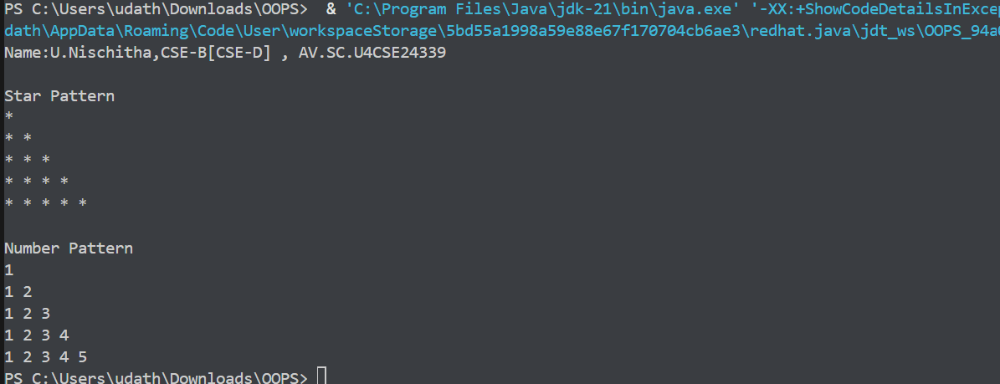 PS C:\Users\udath\Downloads\OOPS>  & 'C:\Program Files\Java\jdk-21\bin\java.exe' '-XX:+ShowCodeDetailsInExce
dath\AppData\Roaming\Code\User\workspaceStorage\5bd55a1998a59e88e67f170704cb6ae3\redhat.java\jdt_ws\OOPS_94a
Name:U.Nischitha,CSE-B[CSE-D] , AV.SC.U4CSE24339
Star Pattern
*
* *
* * *
* * * *
* * * * *
Number Pattern
1
1 2
1 2 3
1 2 3 4
1 2 3 4 5
PS C:\Users\udath\Downloads\OOPS>